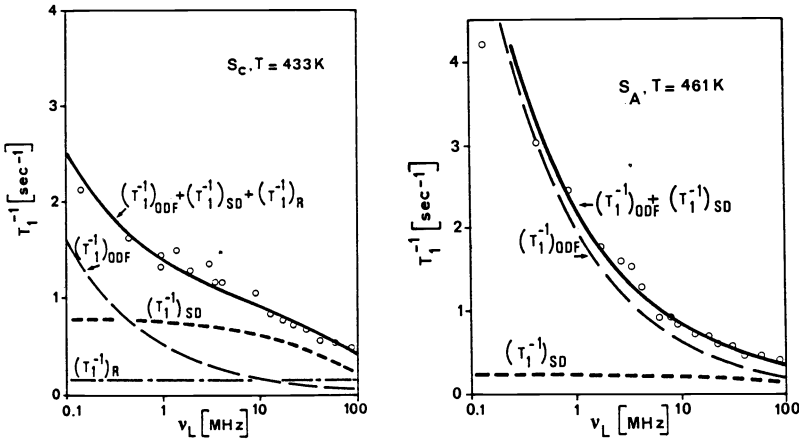 4
3
2
1
0
T₁⁻¹ [sec⁻¹]
S_C, T = 433 K
(T₁⁻¹)ODF + (T₁⁻¹)SD + (T₁⁻¹)R
(T₁⁻¹)ODF
(T₁⁻¹)SD
(T₁⁻¹)R
0.1 1 10 100
ν_L [MHz]
4
3
2
1
0
T₁⁻¹ [sec⁻¹]
S_A, T = 461 K
(T₁⁻¹)ODF + (T₁⁻¹)SD
(T₁⁻¹)ODF
(T₁⁻¹)SD
0.1 1 10 100
ν_L [MHz]